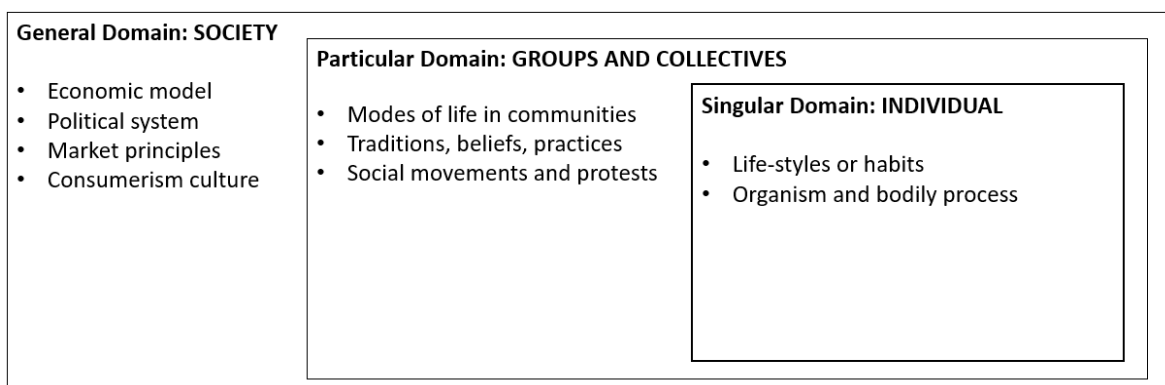 General Domain: SOCIETY
• Economic model
• Political system
• Market principles
• Consumerism culture
Particular Domain: GROUPS AND COLLECTIVES
• Modes of life in communities
• Traditions, beliefs, practices
• Social movements and protests
Singular Domain: INDIVIDUAL
• Life-styles or habits
• Organism and bodily process